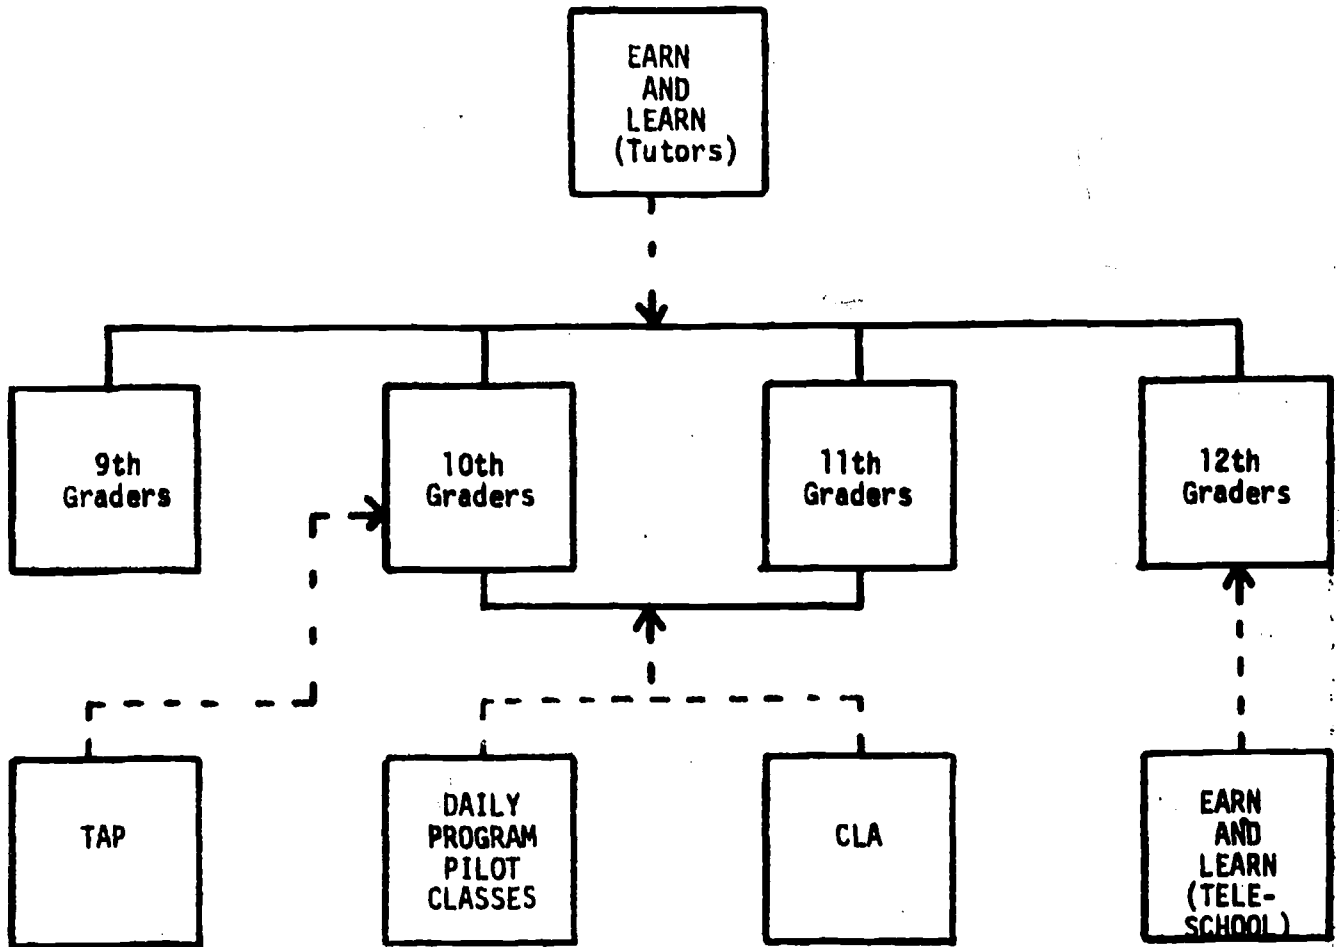 EARN
AND
LEARN
(Tutors)
9th
Graders
10th
Graders
11th
Graders
12th
Graders
TAP
DAILY
PROGRAM
PILOT
CLASSES
CLA
EARN
AND
LEARN
(TELE-
SCHOOL)